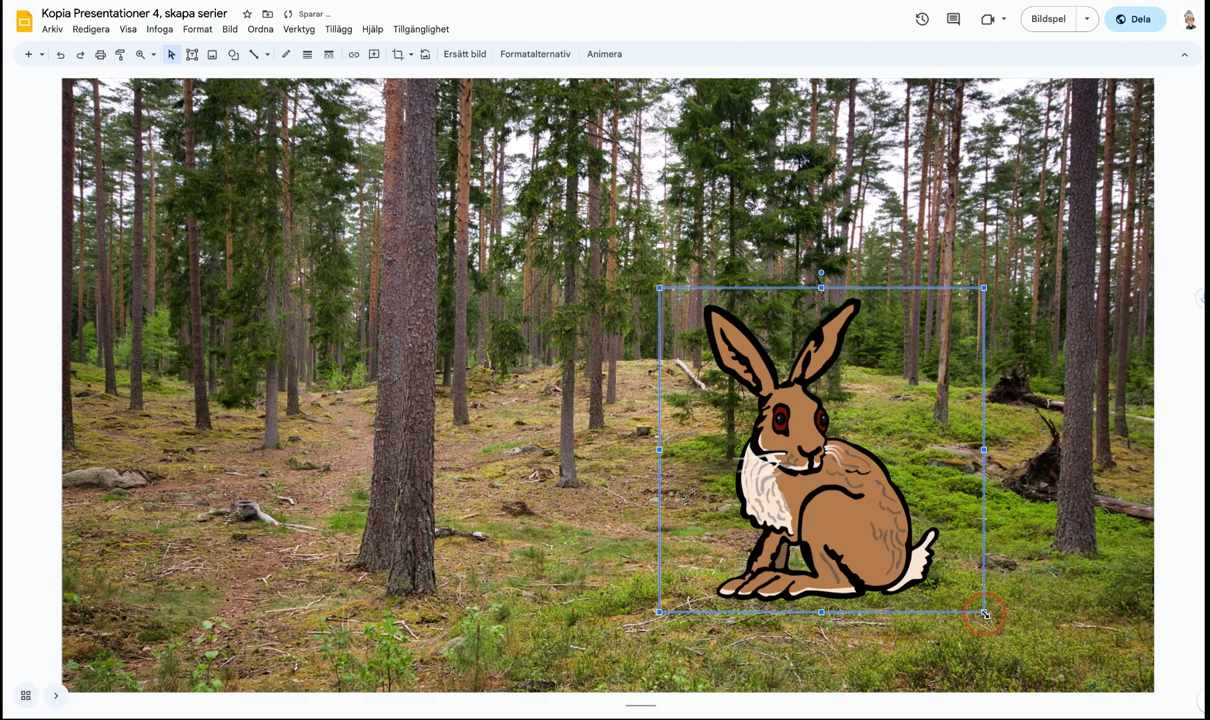 Kopia Presentationer 4, skapa serier
Sparar ...
Arkiv Redigera Visa Infoga Format Bild Ordna Verktyg Tillägg Hjälp Tillgänglighet
Bildspel
Dela
Ersätt bild Formatalternativ Animera